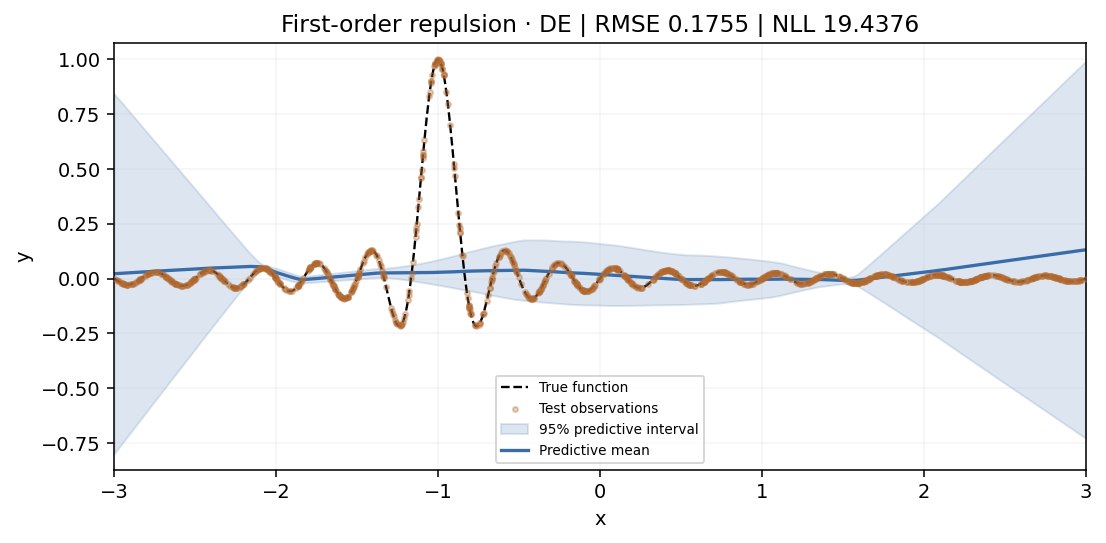 First-order repulsion · DE | RMSE 0.1755 | NLL 19.4376
y
1.00
0.75
0.50
0.25
0.00
−0.25
−0.50
−0.75
True function
Test observations
95% predictive interval
Predictive mean
−3
−2
−1
0
1
2
3
x